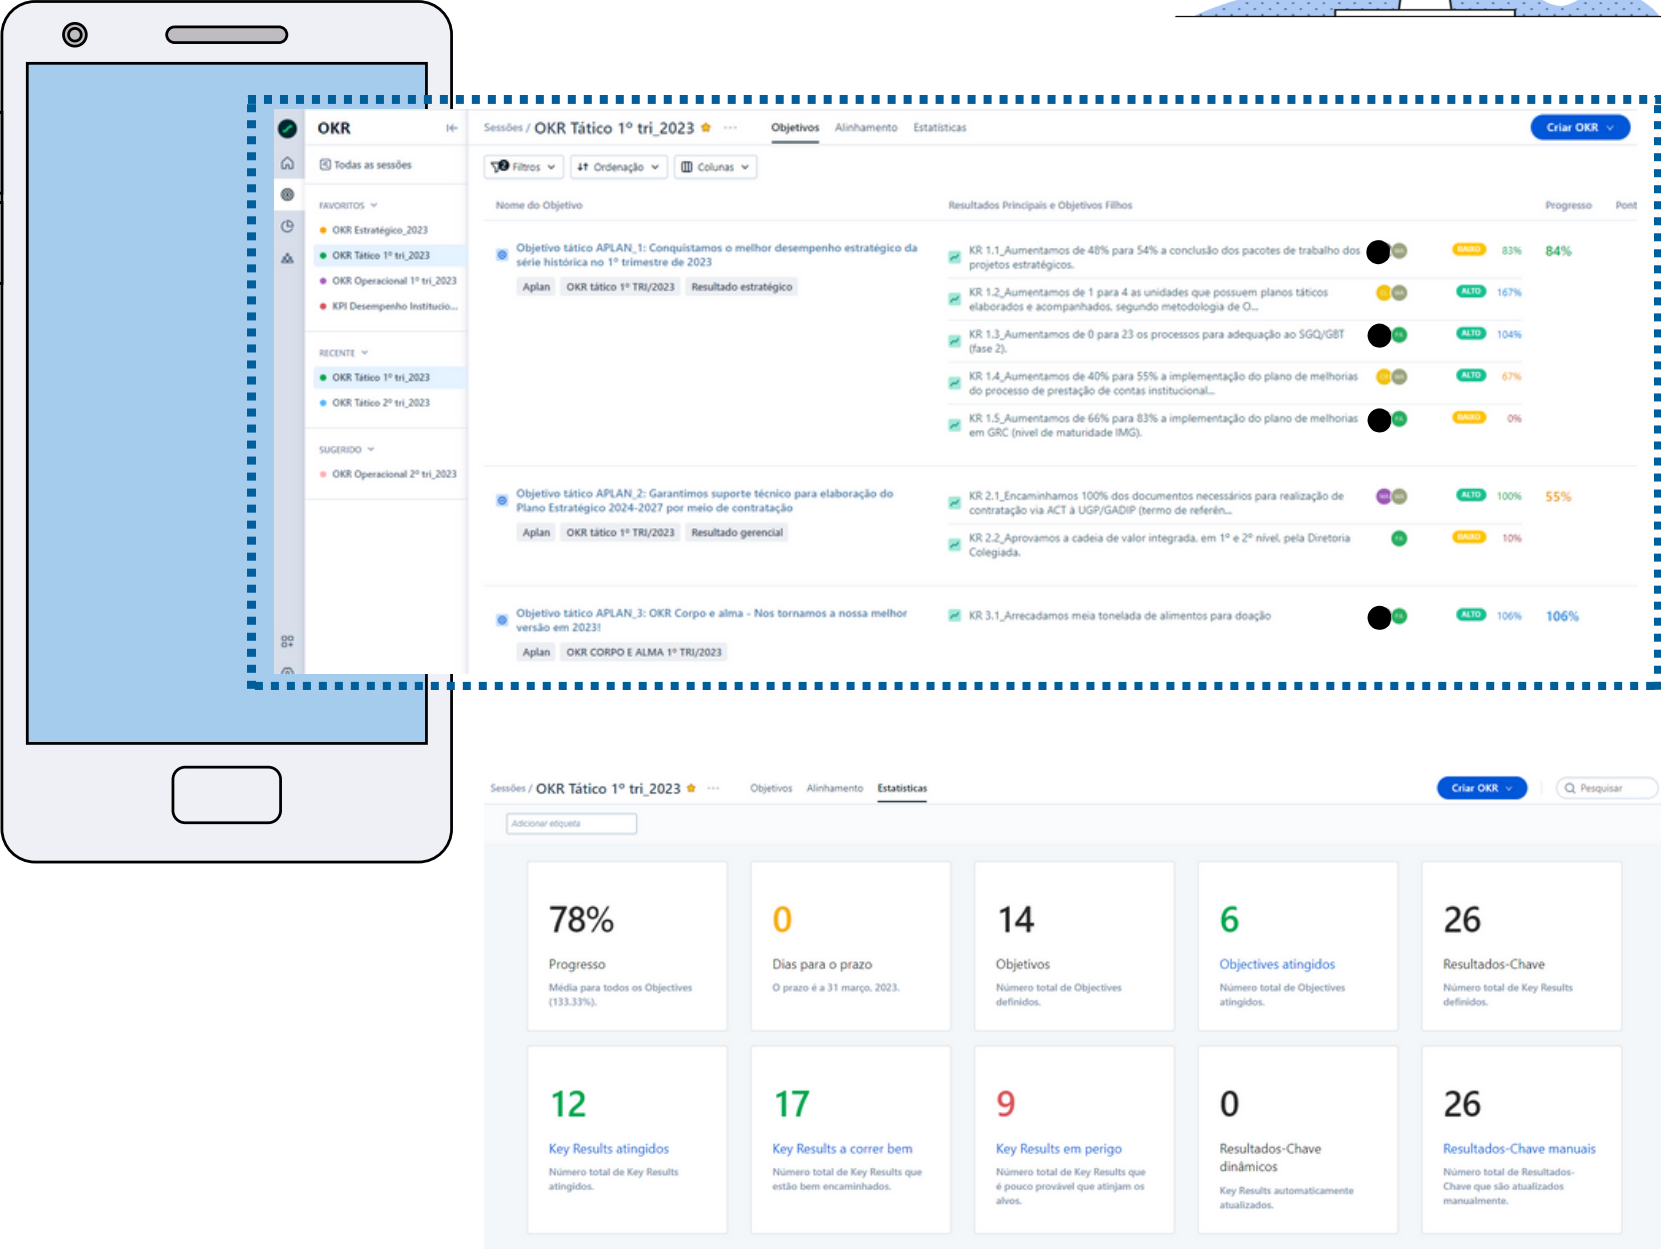 OKR
Todas as sessões
FAVORITOS
OKR Estratégico_2023
OKR Tático 1º tri_2023
OKR Operacional 1º tri_2023
KPI Desempenho Institucio...
RECENTE
OKR Tático 1º tri_2023
OKR Tático 2º tri_2023
SUGERIDO
OKR Operacional 2º tri_2023
Sessões / OKR Tático 1º tri_2023 ... Objetivos Alinhamento Estatísticas Criar OKR
Filtros Ordenação Colunas
Nome do Objetivo Resultados Principais e Objetivos Filhos Progresso Pont
Objetivo tático APLAN_1: Conquistamos o melhor desempenho estratégico da
série histórica no 1º trimestre de 2023
Aplan OKR tático 1º TRI/2023 Resultado estratégico
KR 1.1_Aumentamos de 48% para 54% a conclusão dos pacotes de trabalho dos
projetos estratégicos.
BAIXO 83% 84%
KR 1.2_Aumentamos de 1 para 4 as unidades que possuem planos táticos
elaborados e acompanhados, segundo metodologia de O...
ALTO 167%
KR 1.3_Aumentamos de 0 para 23 os processos para adequação ao SGQ/GBT
(fase 2).
ALTO 104%
KR 1.4_Aumentamos de 40% para 55% a implementação do plano de melhorias
do processo de prestação de contas institucional...
ALTO 67%
KR 1.5_Aumentamos de 66% para 83% a implementação do plano de melhorias
em GRC (nível de maturidade IMG).
BAIXO 0%
Objetivo tático APLAN_2: Garantimos suporte técnico para elaboração do
Plano Estratégico 2024-2027 por meio de contratação
Aplan OKR tático 1º TRI/2023 Resultado gerencial
KR 2.1_Encaminhamos 100% dos documentos necessários para realização de
contratação via ACT à UGP/GADIP (termo de referên...
ALTO 100% 55%
KR 2.2_Aprovamos a cadeia de valor integrada, em 1º e 2º nível, pela Diretoria
Colegiada.
BAIXO 10%
Objetivo tático APLAN_3: OKR Corpo e alma - Nos tornamos a nossa melhor
versão em 2023!
Aplan OKR CORPO E ALMA 1º TRI/2023
KR 3.1_Arrecadamos meia tonelada de alimentos para doação
ALTO 106% 106%
Sessões / OKR Tático 1º tri_2023 ... Objetivos Alinhamento Estatísticas Criar OKR Pesquisar
Adicionar etiqueta
78%
Progresso
Média para todos os Objectives
(133.33%).
0
Dias para o prazo
O prazo é a 31 março, 2023.
14
Objetivos
Número total de Objectives
definidos.
6
Objectives atingidos
Número total de Objectives
atingidos.
26
Resultados-Chave
Número total de Key Results
definidos.
12
Key Results atingidos
Número total de Key Results
atingidos.
17
Key Results a correr bem
Número total de Key Results que
estão bem encaminhados.
9
Key Results em perigo
Número total de Key Results que
é pouco provável que atinjam os
alvos.
0
Resultados-Chave
dinâmicos
Key Results automaticamente
atualizados.
26
Resultados-Chave manuais
Número total de Resultados-
Chave que são atualizados
manualmente.